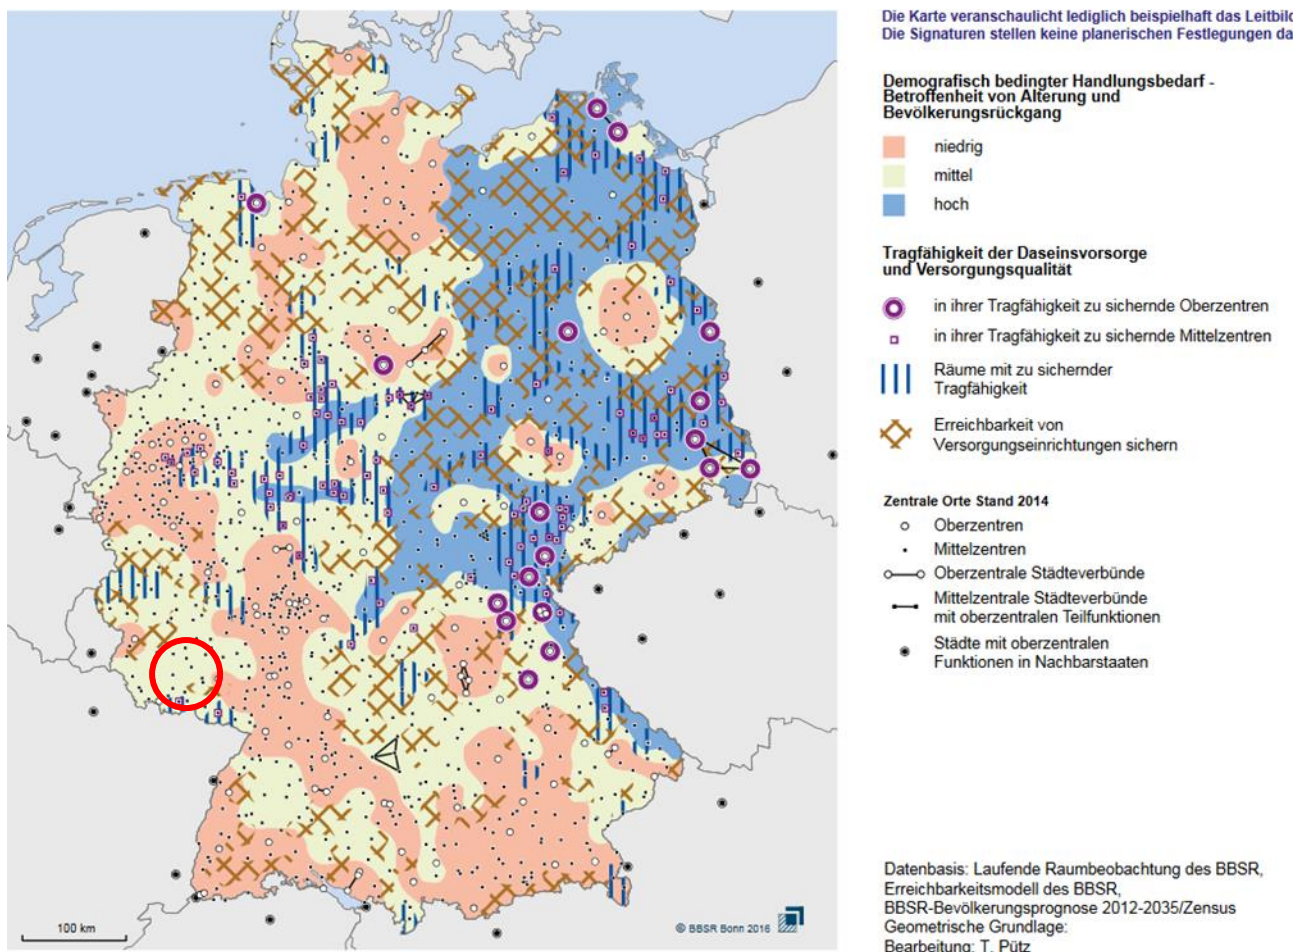 Die Karte veranschaulicht lediglich beispielhaft das Leitbild
Die Signaturen stellen keine planerischen Festlegungen da
Demografisch bedingter Handlungsbedarf -
Betroffenheit von Alterung und
Bevölkerungsrückgang
niedrig
mittel
hoch
Tragfähigkeit der Daseinsvorsorge
und Versorgungsqualität
in ihrer Tragfähigkeit zu sichernde Oberzentren
in ihrer Tragfähigkeit zu sichernde Mittelzentren
Räume mit zu sichernder
Tragfähigkeit
Erreichbarkeit von
Versorgungseinrichtungen sichern
Zentrale Orte Stand 2014
Oberzentren
Mittelzentren
Oberzentrale Städteverbünde
Mittelzentrale Städteverbünde
mit oberzentralen Teilfunktionen
Städte mit oberzentralen
Funktionen in Nachbarstaaten
Datenbasis: Laufende Raumbeobachtung des BBSR,
Erreichbarkeitsmodell des BBSR,
BBSR-Bevölkerungsprognose 2012-2035/Zensus
Geometrische Grundlage:
Bearbeitung: T. Pütz
100 km
© BBSR Bonn 2016